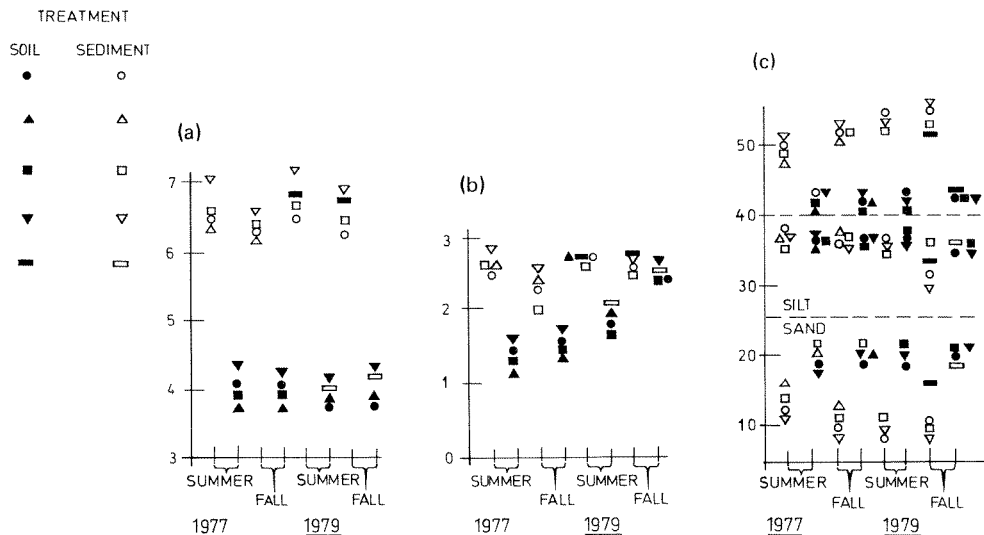 TREATMENT
SOIL SEDIMENT
(a)
7
6
5
4
3
SUMMER SUMMER
FALL FALL
1977 1979
(b)
3
2
1
0
SUMMER SUMMER
FALL FALL
1977 1979
(c)
50
40
30
SILT
SAND
20
10
SUMMER SUMMER
FALL FALL
1977 1979